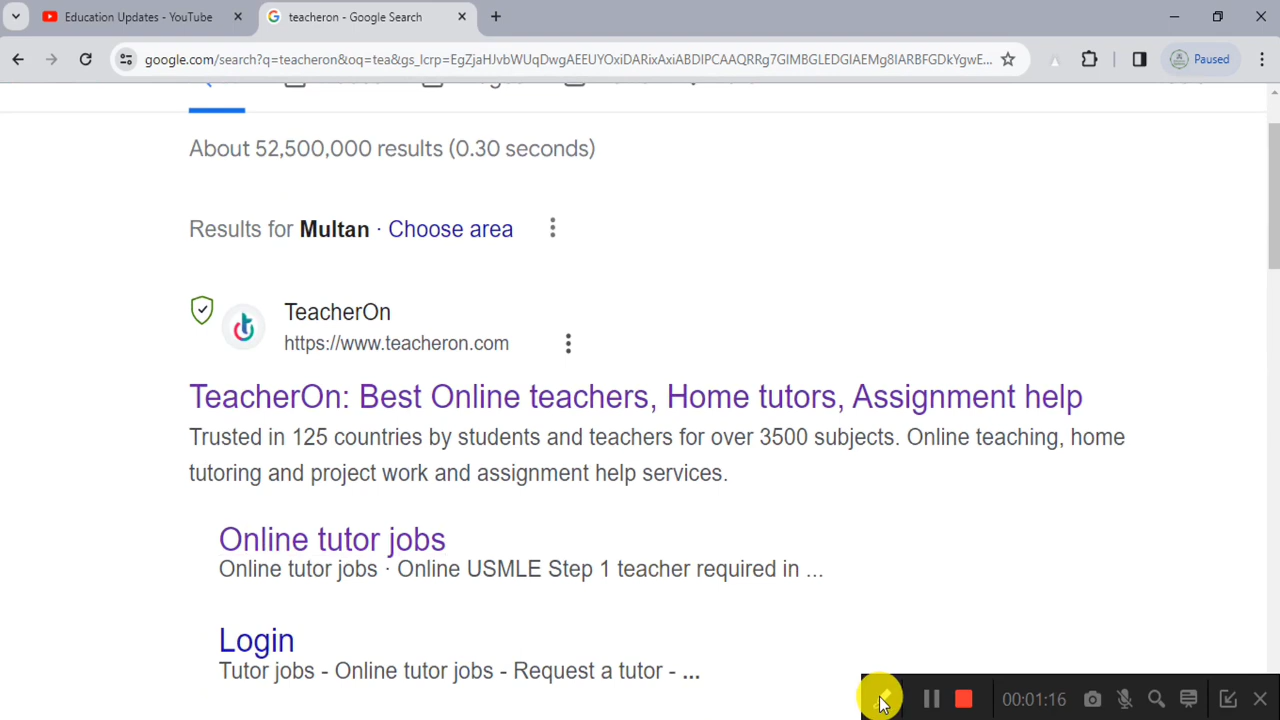 Education Updates - YouTube
teacheron - Google Search
google.com/search?q=teacheron&oq=tea&gs_lcrp=EgZjaHJvbWUqDwgAEEUYOxiDARixAxiABDIPCAAQRRg7GIMBGLEDGIAEMg8IARBFGDkYgwE...
Paused
About 52,500,000 results (0.30 seconds)
Results for Multan · Choose area
TeacherOn
https://www.teacheron.com
TeacherOn: Best Online teachers, Home tutors, Assignment help
Trusted in 125 countries by students and teachers for over 3500 subjects. Online teaching, home
tutoring and project work and assignment help services.
Online tutor jobs
Online tutor jobs · Online USMLE Step 1 teacher required in ...
Login
Tutor jobs - Online tutor jobs - Request a tutor - ...
00:01:16